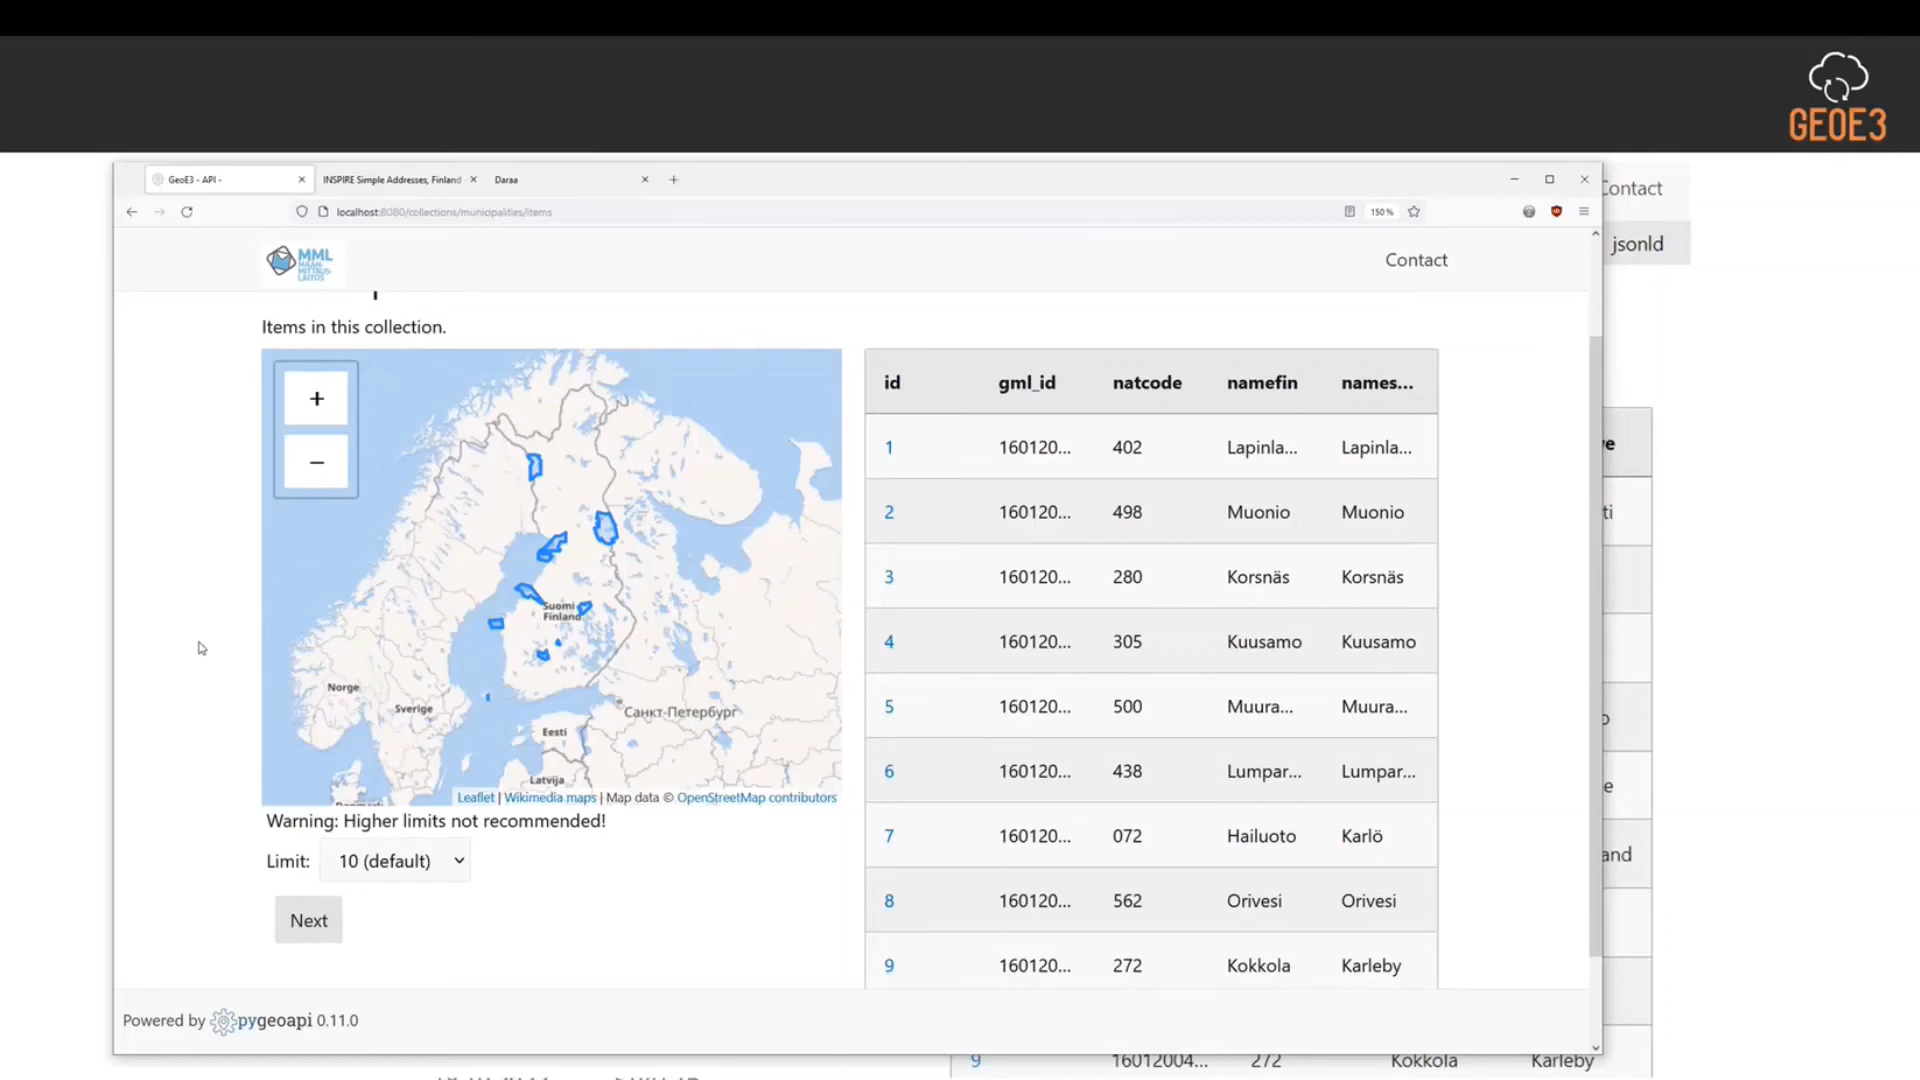 GEOE3
GeoE3 - API -
INSPIRE Simple Addresses, Finland
Daraa
localhost:8080/collections/municipalities/items
150 %
Contact
jsonld
MML
MAAN-
MITTAUS-
LAITOS
Contact
Items in this collection.
+
−
Suomi
Finland
Norge
Sverige
Санкт-Петербург
Eesti
Latvija
Leaflet | Wikimedia maps | Map data © OpenStreetMap contributors
Warning: Higher limits not recommended!
Limit: 10 (default)
Next
id gml_id natcode namefin names...
1 160120... 402 Lapinla... Lapinla...
2 160120... 498 Muonio Muonio
3 160120... 280 Korsnäs Korsnäs
4 160120... 305 Kuusamo Kuusamo
5 160120... 500 Muura... Muura...
6 160120... 438 Lumpar... Lumpar...
7 160120... 072 Hailuoto Karlö
8 160120... 562 Orivesi Orivesi
9 160120... 272 Kokkola Karleby
Powered by pygeoapi 0.11.0
9 16012004... 272 Kokkola Karleby